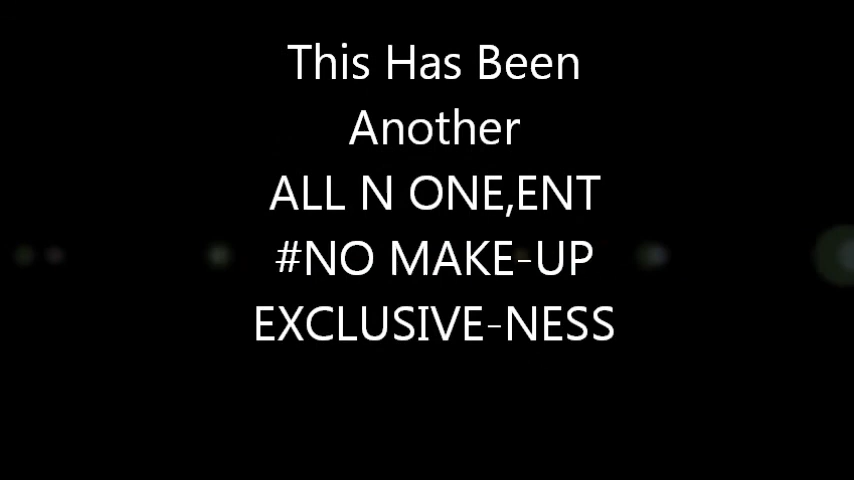 This Has Been
Another
ALL N ONE,ENT
#NO MAKE-UP
EXCLUSIVE-NESS